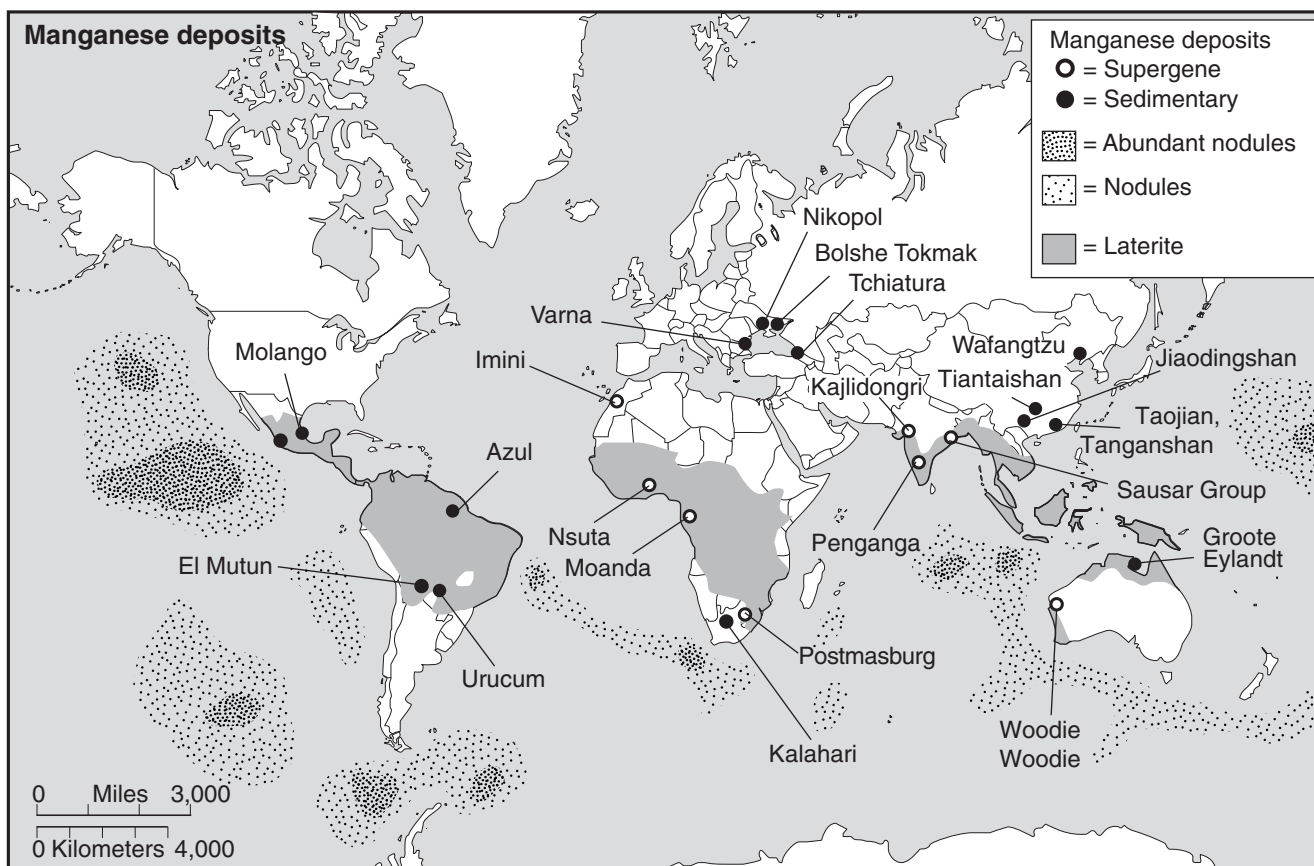 Manganese deposits
Manganese deposits
= Supergene
= Sedimentary
= Abundant nodules
= Nodules
= Laterite
Nikopol
Bolshe Tokmak
Tchiatura
Varna
Imini
Molango
Wafangtzu
Jiaodingshan
Kajlidongri
Tiantaishan
Taojian,
Tanganshan
Azul
Sausar Group
Nsuta
Moanda
Penganga
Groote
Eylandt
El Mutun
Urucum
Postmasburg
Kalahari
Woodie
Woodie
0 Miles 3,000
0 Kilometers 4,000